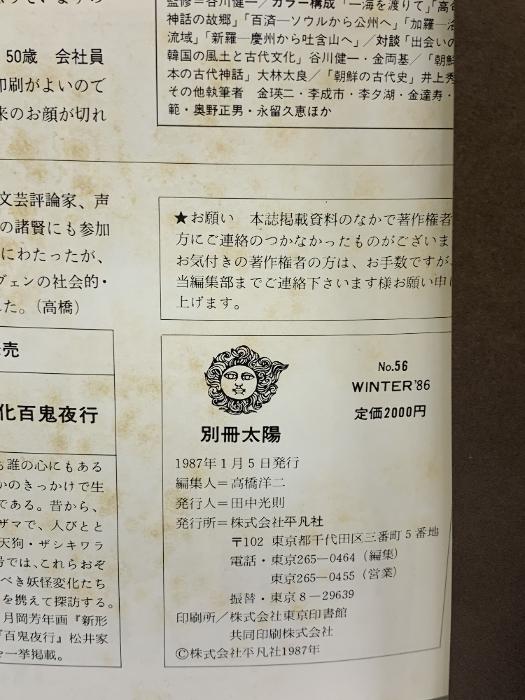 監修＝谷川健一／カラー構成「一海を渡りて」「高
神話の故郷」「百済—ソウルから公州へ」「加羅—
流域」「新羅—慶州から吐含山へ」／対談「出会いの
韓国の風土と古代文化」谷川健一・金両基／「朝
本の古代神話」大林太良／「朝鮮の古代史」井上秀
その他執筆者　金瑛二・李成市・李夕湖・金達寿・
範・奥野正男・永留久恵ほか
50歳　会社員
印刷がよいので
来のお顔が切れ
文芸評論家、声
の諸賢にも参加
にわたったが、
ヴェンの社会的・
た。（高橋）
★お願い　本誌掲載資料のなかで著作権者
方にご連絡のつかなかったものがございま
お気付きの著作権者の方は、お手数ですが、
当編集部までご連絡下さいます様お願い申し
上げます。
売
化百鬼夜行
も誰の心にもある
かのきっかけで生
である。昔から、
ザマで、人びとと
天狗・ザシキワラ
号では、これらおぞ
べき妖怪変化たち
を携えて探訪する。
月岡芳年画『新形
『百鬼夜行』松井家
一挙掲載。
別冊太陽
No.56
WINTER'86
定価2000円
1987年1月5日発行
編集人＝高橋洋二
発行人＝田中光則
発行所＝株式会社平凡社
〒102 東京都千代田区三番町5番地
電話・東京265—0464（編集）
東京265—0455（営業）
振替・東京8－29639
印刷所／株式会社東京印書館
共同印刷株式会社
©株式会社平凡社1987年